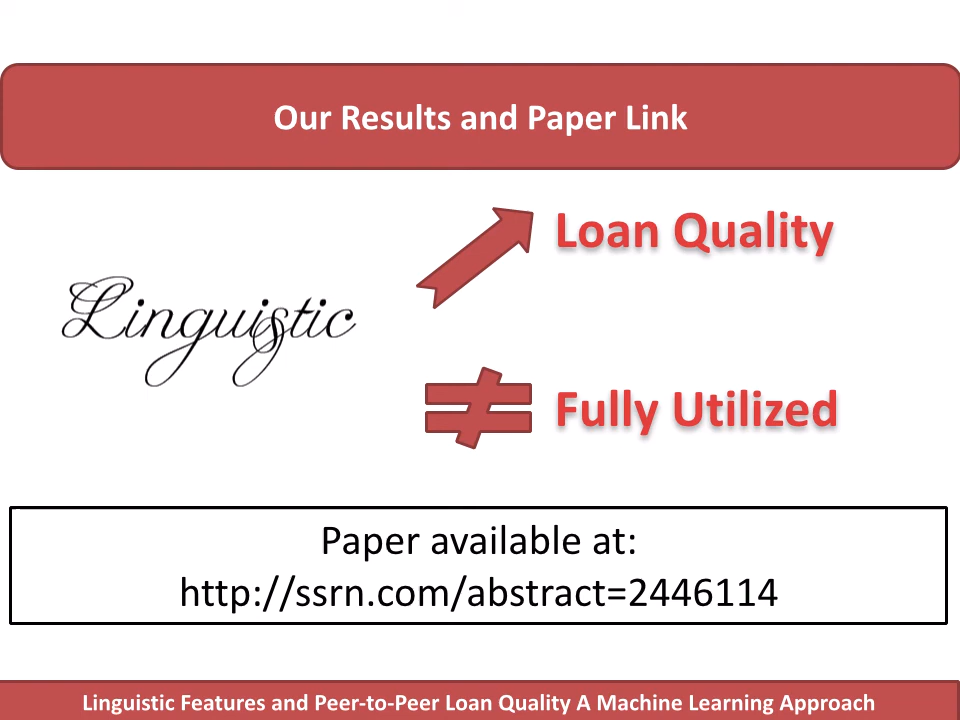 Our Results and Paper Link
Loan Quality
Linguistic
Fully Utilized
Paper available at:
http://ssrn.com/abstract=2446114
Linguistic Features and Peer-to-Peer Loan Quality A Machine Learning Approach